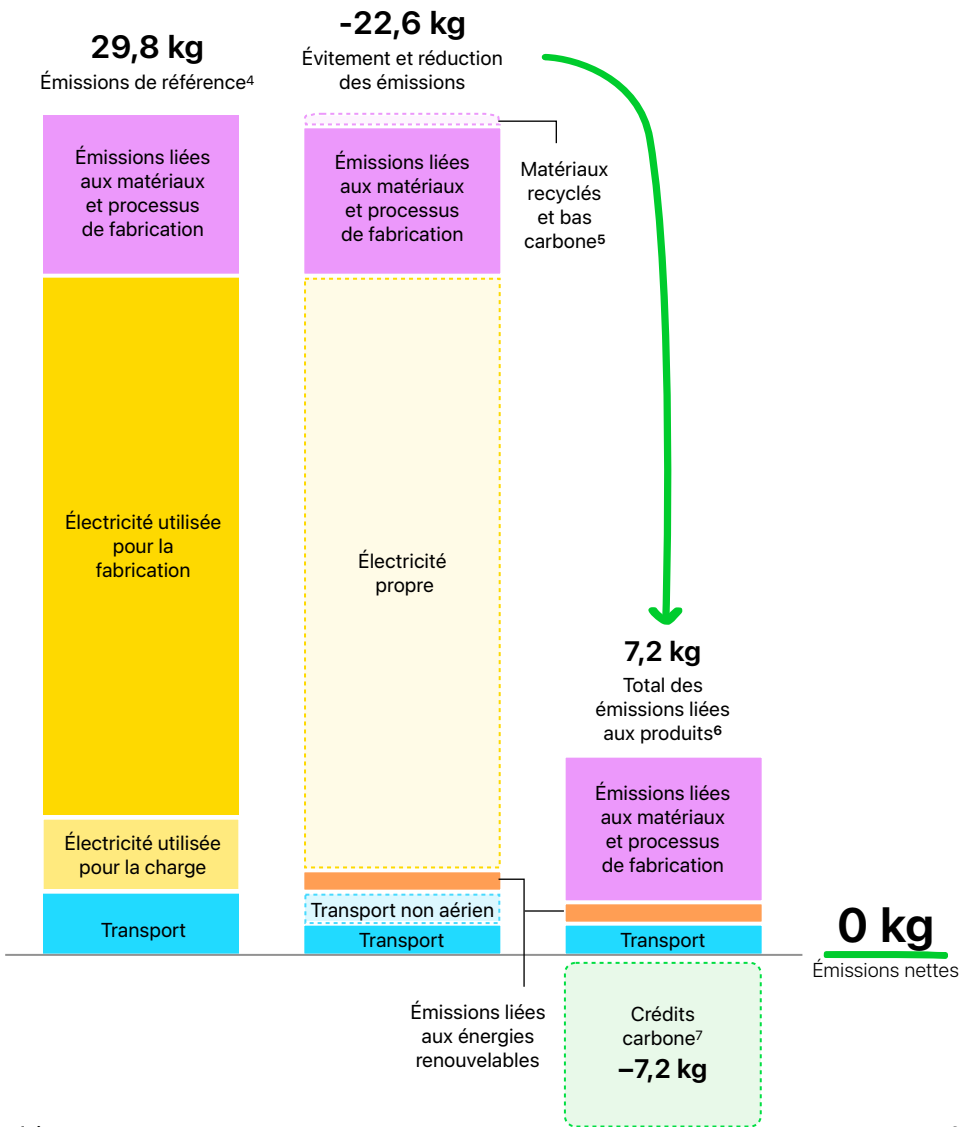 29,8 kg
Émissions de référence⁴
-22,6 kg
Évitement et réduction
des émissions
Émissions liées
aux matériaux
et processus
de fabrication
Électricité utilisée
pour la
fabrication
Électricité utilisée
pour la charge
Transport
Émissions liées
aux matériaux
et processus
de fabrication
Matériaux
recyclés
et bas
carbone⁵
Électricité
propre
Transport non aérien
Transport
Émissions liées
aux énergies
renouvelables
7,2 kg
Total des
émissions liées
aux produits⁶
Émissions liées
aux matériaux
et processus
de fabrication
Transport
0 kg
Émissions nettes
Crédits
carbone⁷
–7,2 kg